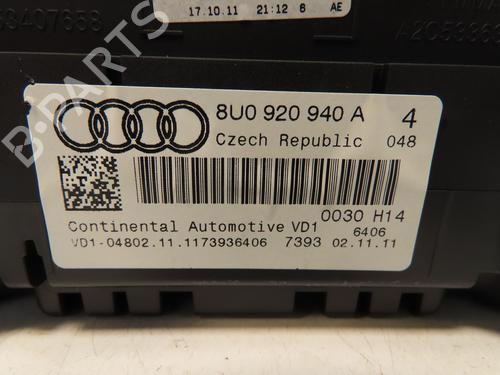 17.10.11 21:12 6 AE
8U0 920 940 A 4
Czech Republic 048
0030 H14
Continental Automotive VD1 6406
VD1-04802.11.1173936406 7393 02.11.11
B-PARTS